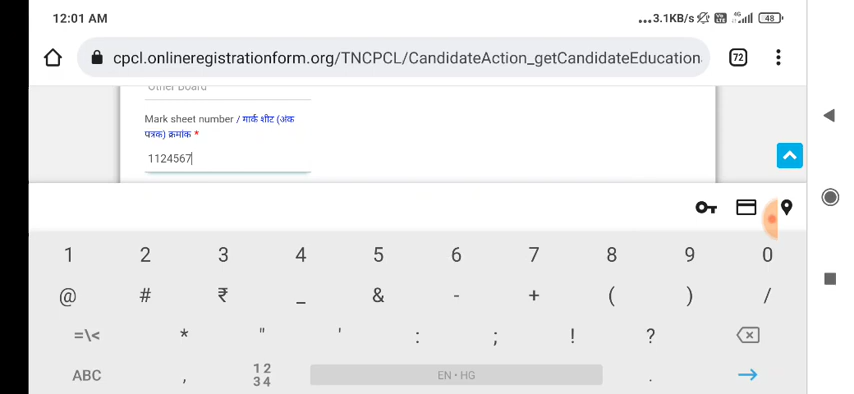 12:01 AM
...3.1KB/s 4G 48
cpcl.onlineregistrationform.org/TNCPCL/CandidateAction_getCandidateEducation
72
Other Board
Mark sheet number / मार्क शीट (अंक
पत्रक) क्रमांक *
1124567
1 2 3 4 5 6 7 8 9 0
@ # ₹ _ & - + ( ) /
=\< * " ' : ; ! ?
ABC , 12 34 EN • HG .